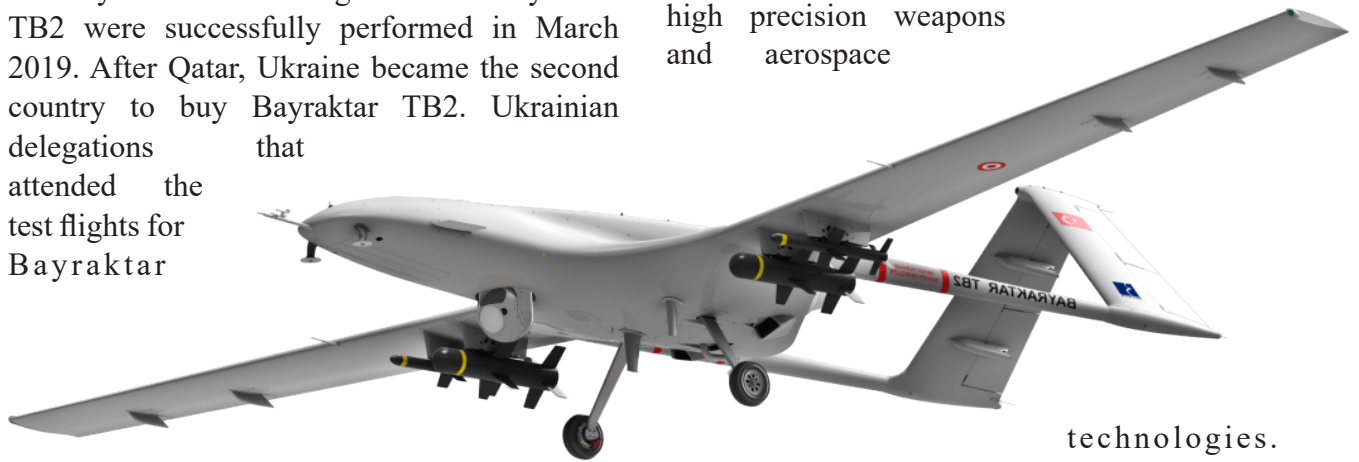 TB2 were successfully performed in March
2019. After Qatar, Ukraine became the second
country to buy Bayraktar TB2. Ukrainian
delegations that
attended the
test flights for
Bayraktar
high precision weapons
and aerospace
BAYRAKTAR TB2
technologies.